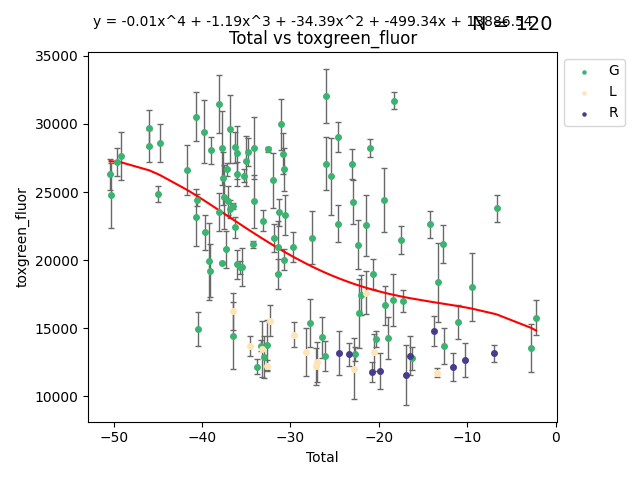 y = -0.01x^4 + -1.19x^3 + -34.39x^2 + -499.34x + 13886.54
N = 120
Total vs toxgreen_fluor
35000
30000
25000
20000
15000
10000
toxgreen_fluor
−50
−40
−30
−20
−10
0
Total
G
L
R